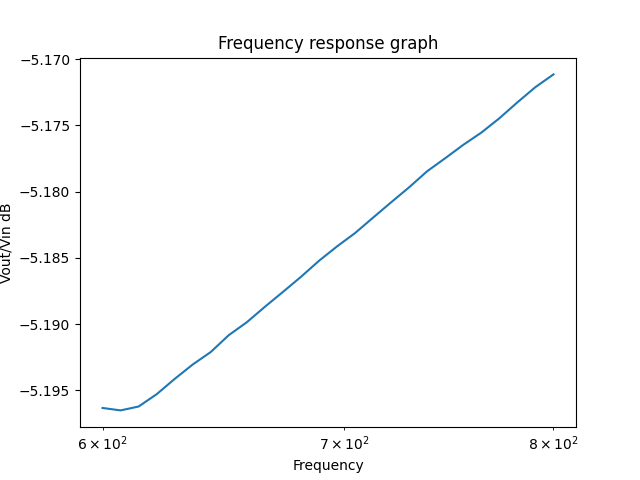 Frequency response graph
−5.170
−5.175
−5.180
−5.185
−5.190
−5.195
Vout/Vin dB
6 × 10²
7 × 10²
8 × 10²
Frequency